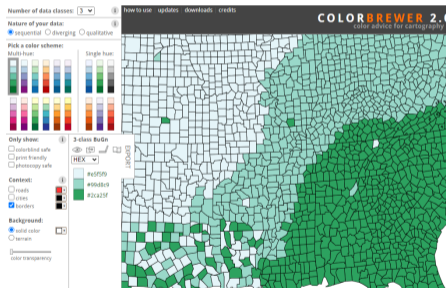 how to use updates downloads credits
COLORBREWER 2.
color advice for cartography
Number of data classes: 3
Nature of your data:
sequential diverging qualitative
Pick a color scheme:
Multi-hue: Single hue:
Only show:
colorblind safe
print friendly
photocopy safe
3-class BuGn
EXPORT
HEX
#e5f5f9
#99d8c9
#2ca25f
Context:
roads
cities
borders
Background:
solid color
terrain
color transparency